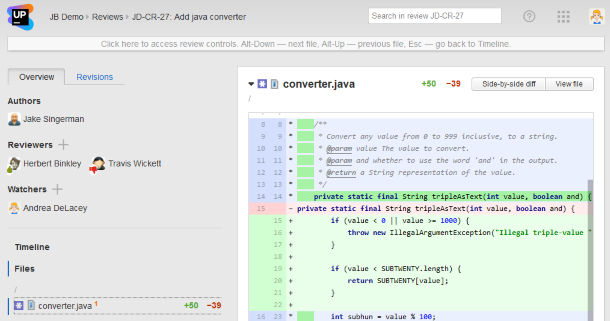 UP
JB Demo › Reviews › JD-CR-27: Add java converter
Search in review JD-CR-27
?
Click here to access review controls. Alt-Down — next file, Alt-Up — previous file, Esc — go back to Timeline.
Overview
Revisions
Authors
Jake Singerman
Reviewers
Herbert Binkley
Travis Wickett
Watchers
Andrea DeLacey
Timeline
Files
/
converter.java 1
+50 −39
converter.java
+50 −39
Side-by-side diff
View file
/
8 8 * /**
9 9 * * Convert any value from 0 to 999 inclusive, to a string.
10 10 * * @param value The value to convert.
11 11 * * @param and whether to use the word 'and' in the output.
12 12 * * @return a String representation of the value.
13 13 * */
14 14 * private static final String tripleAsText(int value, boolean and) {
15 - private static final String tripleAsText(int value, boolean and) {
15 + if (value < 0 || value >= 1000) {
16 + throw new IllegalArgumentException("Illegal triple-value "
17 + }
18 +
19 + if (value < SUBTWENTY.length) {
20 + return SUBTWENTY[value];
21 + }
22 +
16 23 * int subhun = value % 100;